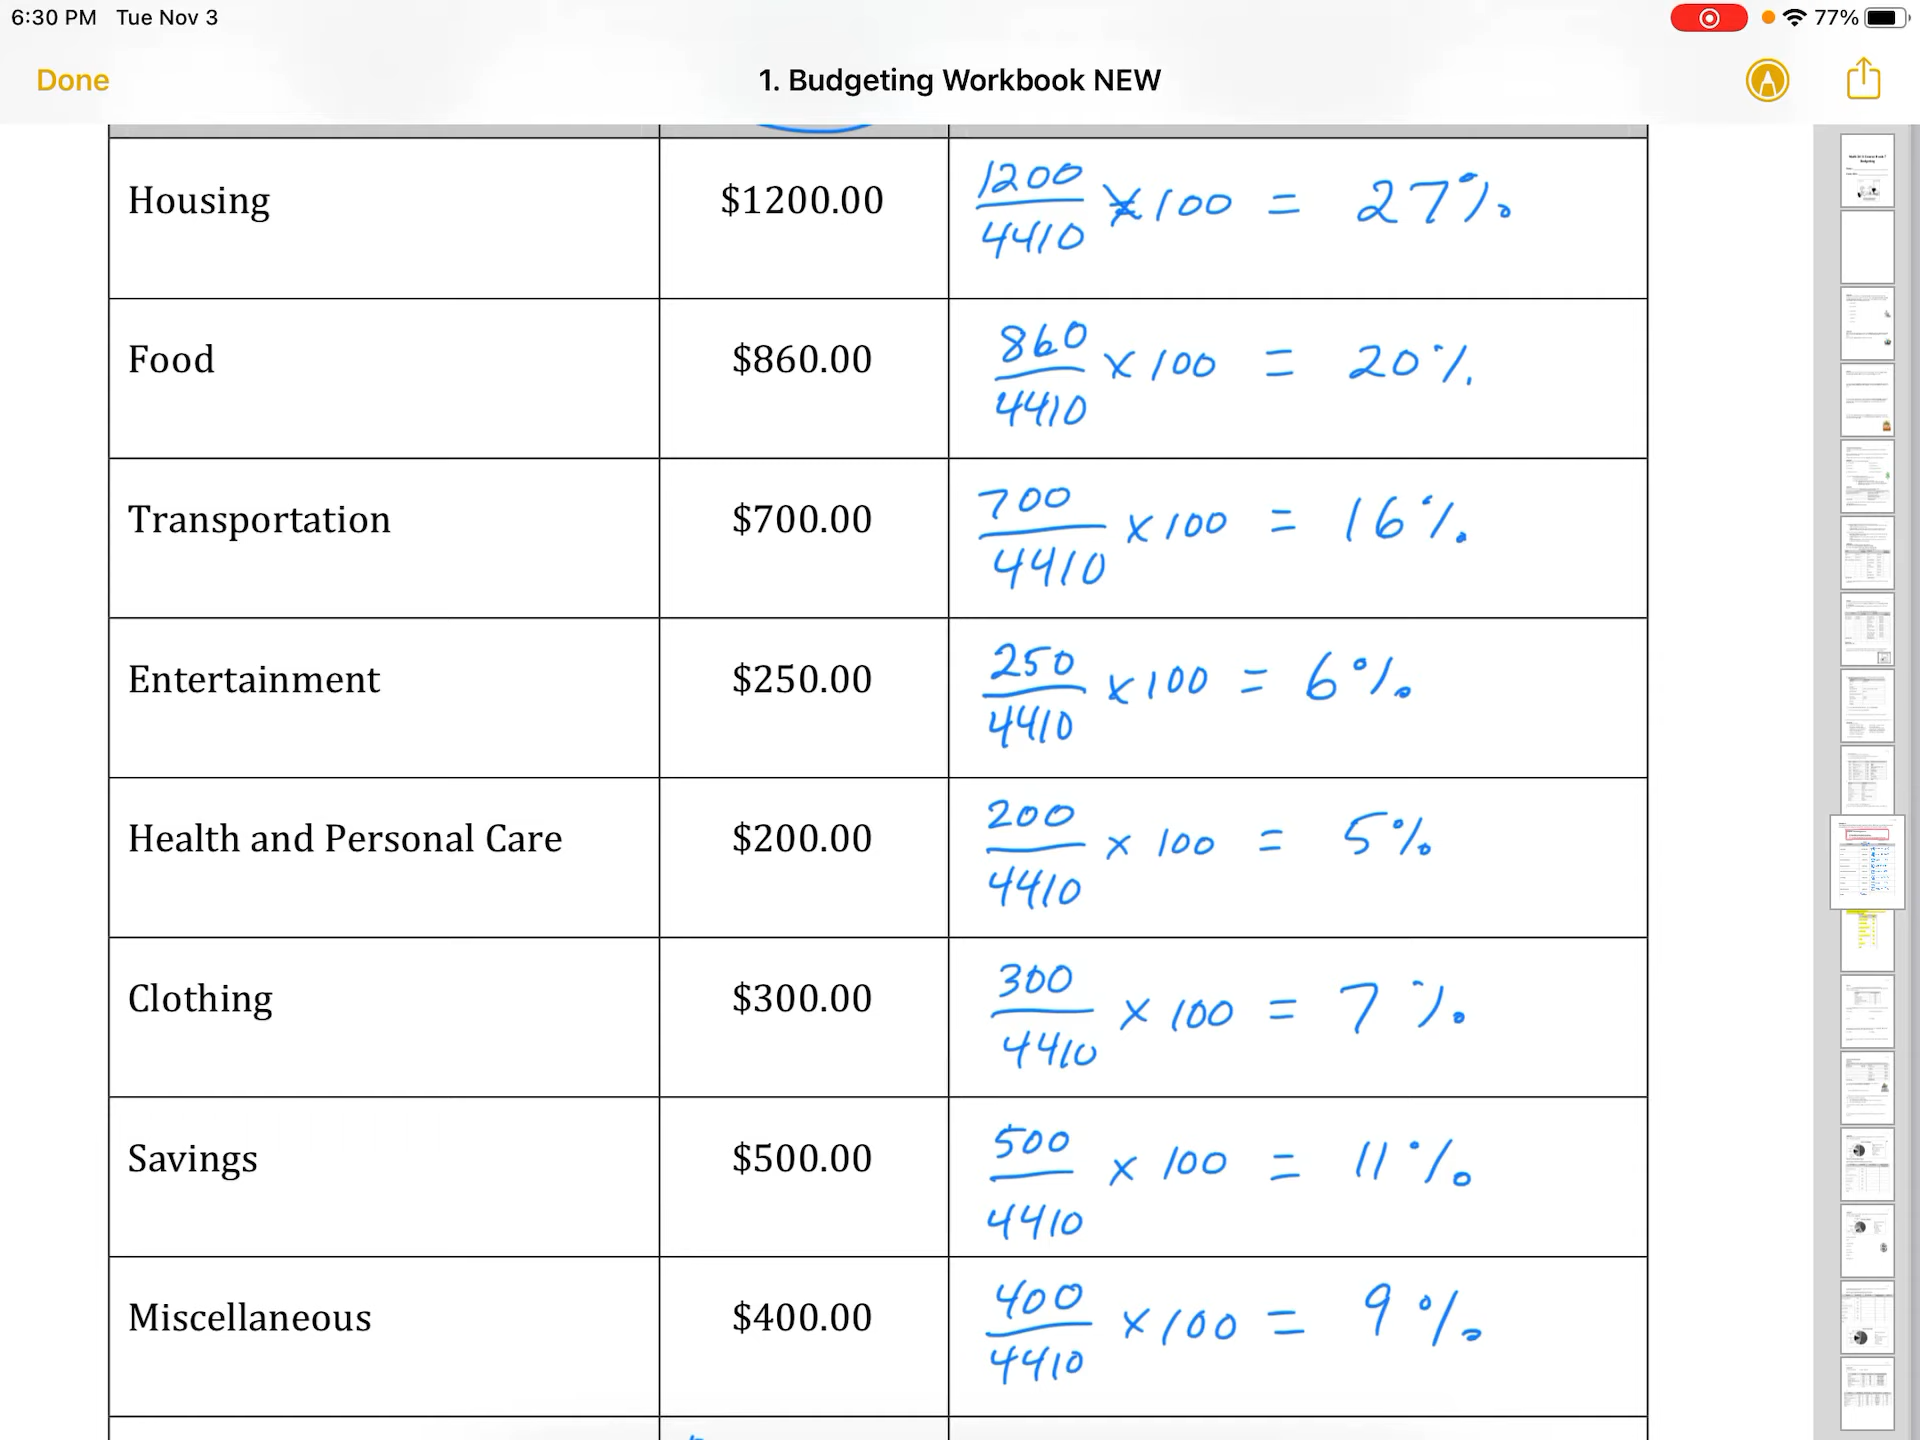 6:30 PM Tue Nov 3
77%
Done
1. Budgeting Workbook NEW
Housing $1200.00 1200/4410 × 100 = 27%
Food $860.00 860/4410 × 100 = 20%
Transportation $700.00 700/4410 × 100 = 16%
Entertainment $250.00 250/4410 × 100 = 6%
Health and Personal Care $200.00 200/4410 × 100 = 5%
Clothing $300.00 300/4410 × 100 = 7%
Savings $500.00 500/4410 × 100 = 11%
Miscellaneous $400.00 400/4410 × 100 = 9%